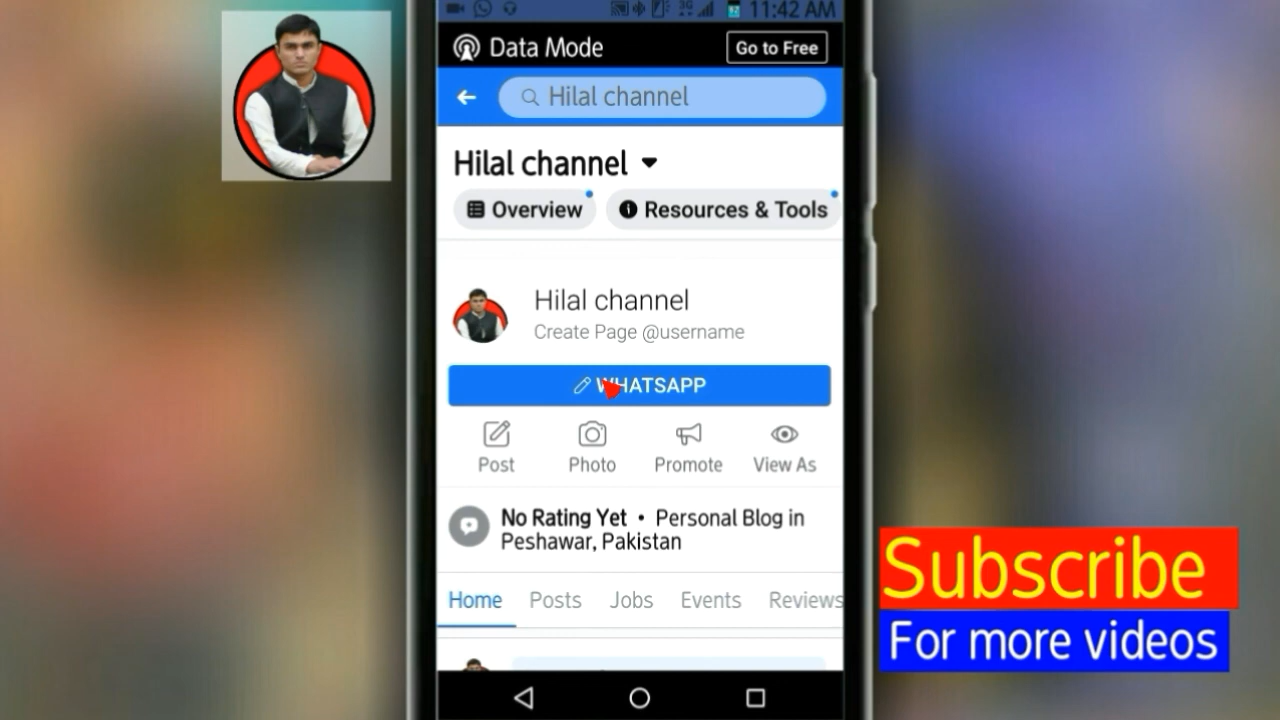 3G
11:42 AM
Data Mode
Go to Free
Hilal channel
Hilal channel
Overview
Resources & Tools
Hilal channel
Create Page @username
WHATSAPP
Post
Photo
Promote
View As
No Rating Yet • Personal Blog in
Peshawar, Pakistan
Home
Posts
Jobs
Events
Reviews
Subscribe
For more videos